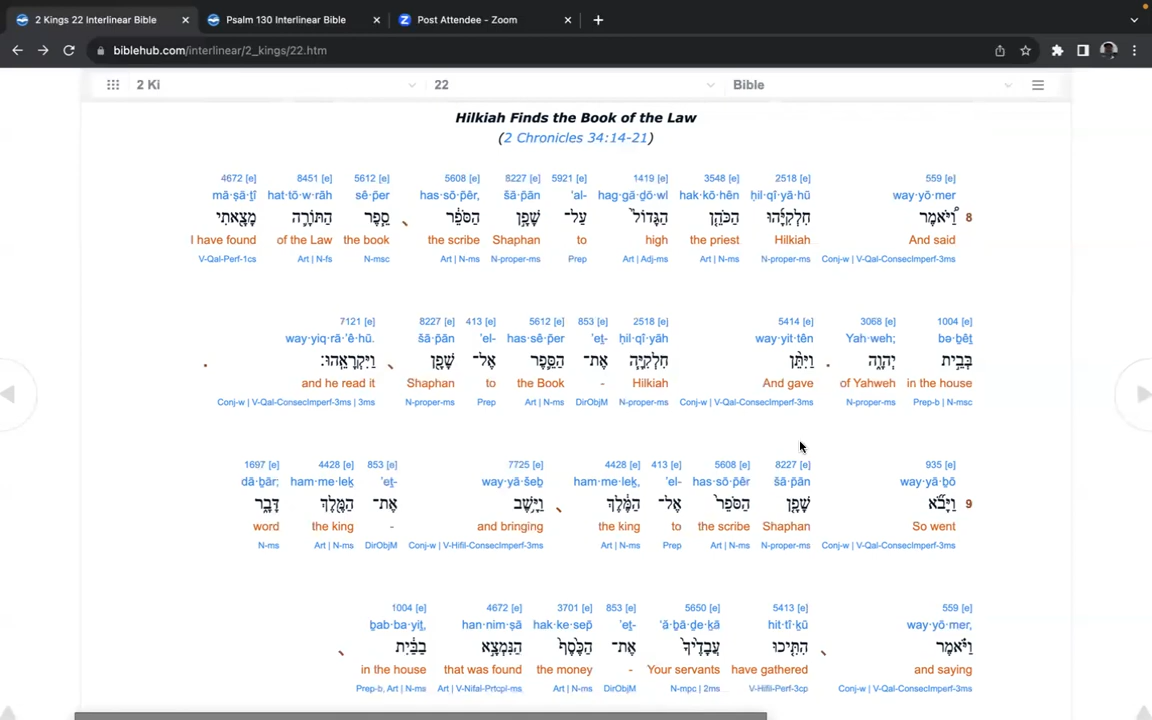 2 Kings 22 Interlinear Bible
Psalm 130 Interlinear Bible
Post Attendee - Zoom
biblehub.com/interlinear/2_kings/22.htm
2 Ki 22 Bible
Hilkiah Finds the Book of the Law
(2 Chronicles 34:14-21)
4672 [e] 8451 [e] 5612 [e] 5608 [e] 8227 [e] 5921 [e] 1419 [e] 3548 [e] 2518 [e] 559 [e]
mā·ṣā·tî hat·tō·w·rāh sê·p̄er has·sō·p̄êr, šā·p̄ān ‘al- hag·gā·ḏō·wl hak·kō·hên ḥil·qî·yā·hū way·yō·mer
8 וַ֠יֹּאמֶר חִלְקִיָּ֜הוּ הַכֹּהֵ֤ן הַגָּדוֹל֙ עַל־ שָׁפָ֣ן הַסֹּפֵ֔ר ､ סֵ֣פֶר הַתּוֹרָ֥ה מָצָ֖אתִי
I have found of the Law the book the scribe Shaphan to high the priest Hilkiah And said
V-Qal-Perf-1cs Art | N-fs N-msc Art | N-ms N-proper-ms Prep Art | Adj-ms Art | N-ms N-proper-ms Conj-w | V-Qal-ConsecImperf-3ms
7121 [e] 8227 [e] 413 [e] 5612 [e] 853 [e] 2518 [e] 5414 [e] 3068 [e] 1004 [e]
way·yiq·rā·’ê·hū. šā·p̄ān ’el- has·sê·p̄er ’eṯ- ḥil·qî·yāh way·yit·tên Yah·weh; bə·ḇêṯ
בְּבֵ֣ית יְהוָ֑ה . וַיִּתֵּ֨ן חִלְקִיָּ֧ה אֶת־ הַסֵּ֛פֶר אֶל־ שָׁפָ֖ן ､ וַיִּקְרָאֵֽהוּ׃ .
and he read it Shaphan to the Book - Hilkiah And gave of Yahweh in the house
Conj-w | V-Qal-ConsecImperf-3ms | 3ms N-proper-ms Prep Art | N-ms DirObjM N-proper-ms Conj-w | V-Qal-ConsecImperf-3ms N-proper-ms Prep-b | N-msc
1697 [e] 4428 [e] 853 [e] 7725 [e] 4428 [e] 413 [e] 5608 [e] 8227 [e] 935 [e]
dā·ḇār; ham·me·leḵ ’eṯ- way·yā·šeḇ ham·me·leḵ, ’el- has·sō·p̄êr šā·p̄ān way·yā·ḇō
9 וַיָּבֹ֞א שָׁפָ֤ן הַסֹּפֵר֙ אֶל־ הַמֶּ֔לֶךְ ､ וַיָּ֥שֶׁב אֶת־ הַמֶּ֖לֶךְ דָּבָ֑ר
word the king - and bringing the king to the scribe Shaphan So went
N-ms Art | N-ms DirObjM Conj-w | V-Hifil-ConsecImperf-3ms Art | N-ms Prep Art | N-ms N-proper-ms Conj-w | V-Qal-ConsecImperf-3ms
1004 [e] 4672 [e] 3701 [e] 853 [e] 5650 [e] 5413 [e] 559 [e]
ḇab·ba·yiṯ, han·nim·ṣā hak·ke·sep̄ ’eṯ- ‘ă·ḇā·ḏe·ḵā hit·tî·ḵū way·yō·mer,
וַיֹּ֗אמֶר ､ הִתִּ֤יכוּ עֲבָדֶ֙יךָ֙ אֶת־ הַכֶּ֙סֶף֙ הַנִּמְצָ֣א בַבַּ֔יִת ､
in the house that was found the money - Your servants have gathered and saying
Prep-b, Art | N-ms Art | V-Nifal-Prtcpl-ms Art | N-ms DirObjM N-mpc | 2ms V-Hifil-Perf-3cp Conj-w | V-Qal-ConsecImperf-3ms